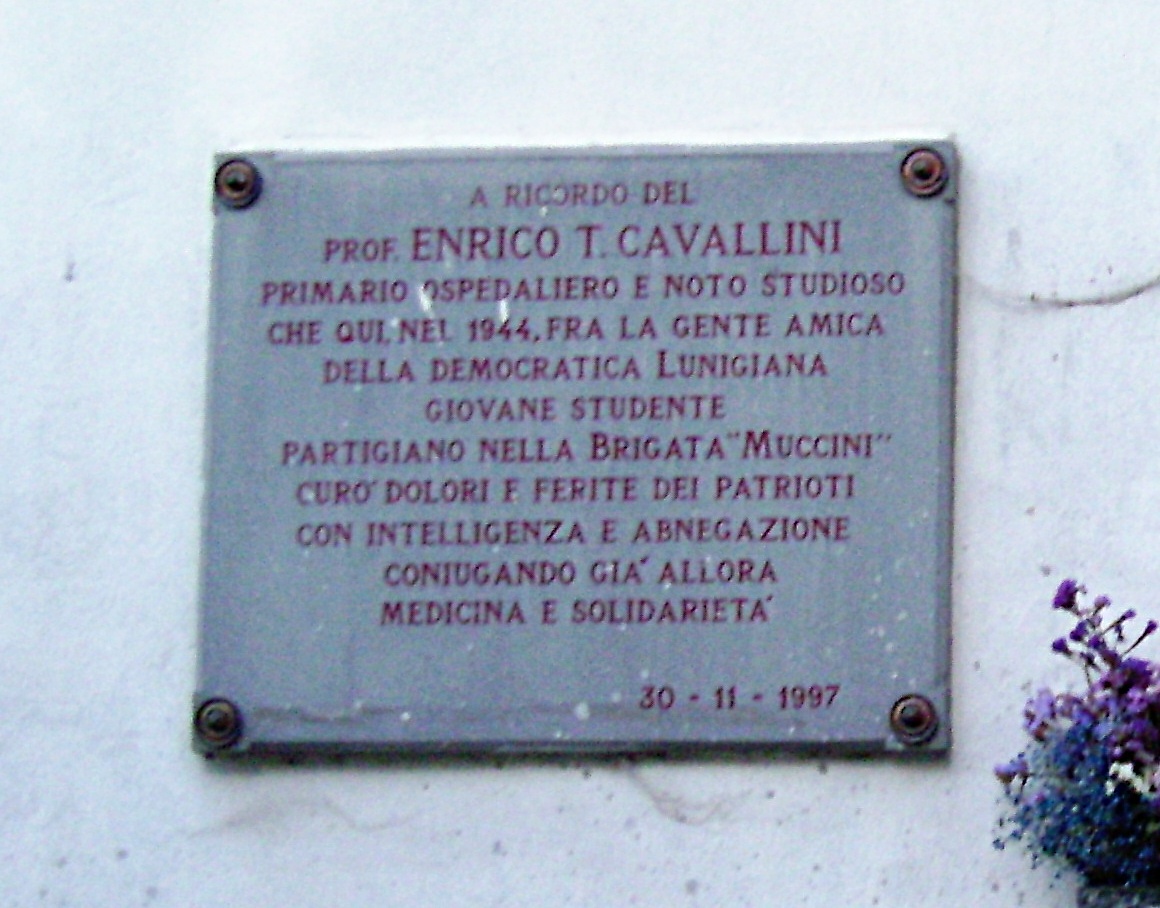 A RICORDO DEL
PROF. ENRICO T. CAVALLINI
PRIMARIO OSPEDALIERO E NOTO STUDIOSO
CHE QUI, NEL 1944, FRA LA GENTE AMICA
DELLA DEMOCRATICA LUNIGIANA
GIOVANE STUDENTE
PARTIGIANO NELLA BRIGATA "MUCCINI"
CURO' DOLORI E FERITE DEI PATRIOTI
CON INTELLIGENZA E ABNEGAZIONE
CONIUGANDO GIA' ALLORA
MEDICINA E SOLIDARIETA'
30 - 11 - 1997